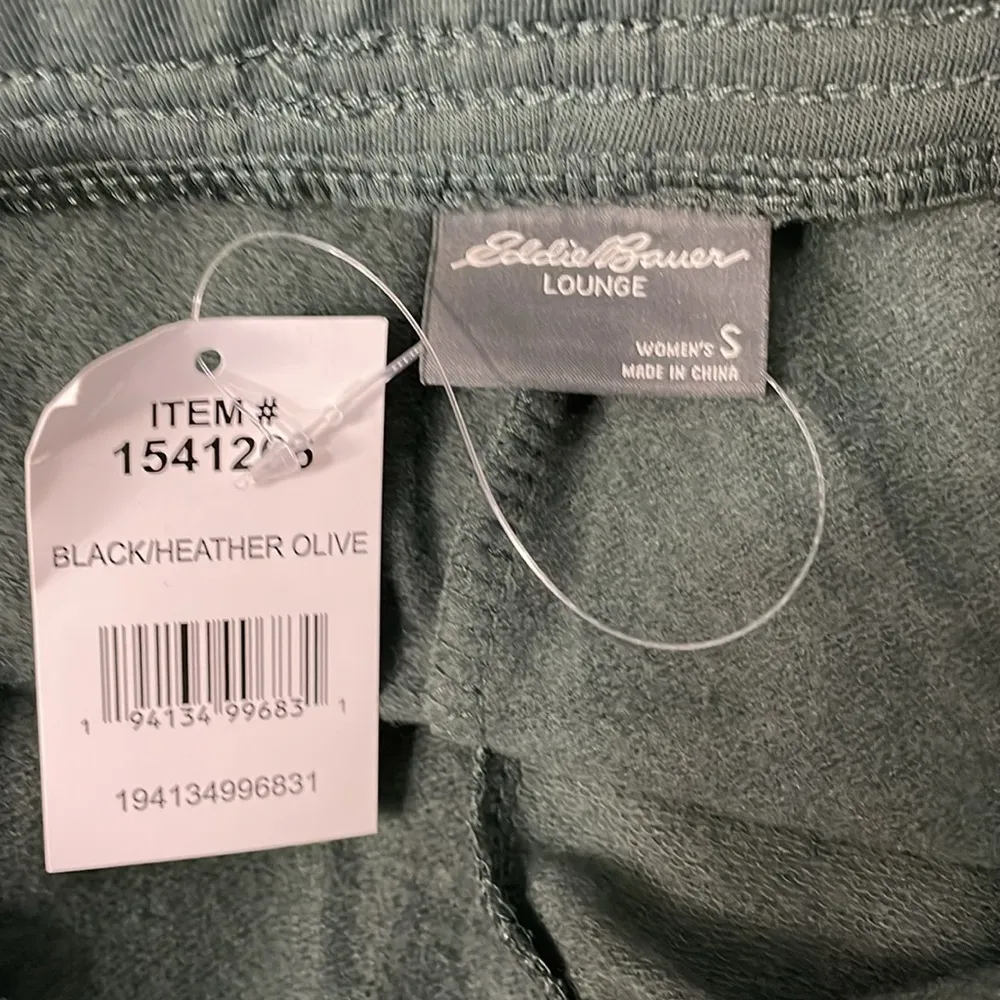 Eddie Bauer
LOUNGE
WOMEN'S S
MADE IN CHINA
ITEM #
BLACK/HEATHER OLIVE
1 94134 99683 1
194134996831